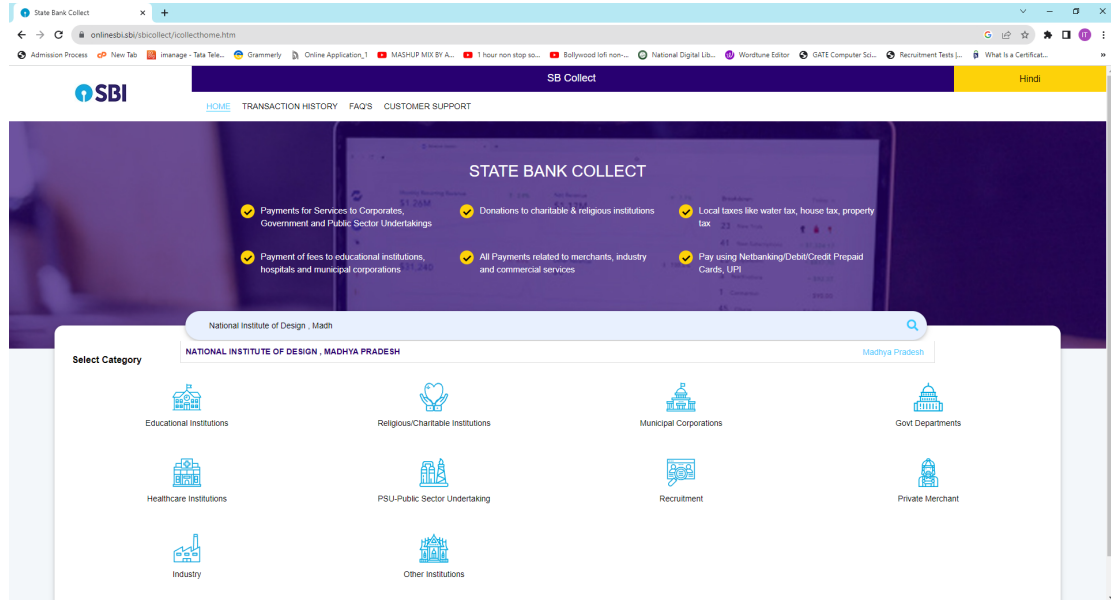 State Bank Collect
onlinesbi.sbi/sbicollect/icollecthome.htm
Admission Process
New Tab
imanage - Tata Tele...
Grammerly
Online Application_1
MASHUP MIX BY A...
1 hour non stop so...
Bollywood lofi non-...
National Digital Lib...
Wordtune Editor
GATE Computer Sci...
Recruitment Tests |...
What Is a Certificat...
SBI
SB Collect
Hindi
HOME TRANSACTION HISTORY FAQ'S CUSTOMER SUPPORT
STATE BANK COLLECT
Payments for Services to Corporates,
Government and Public Sector Undertakings
Donations to charitable & religious institutions
Local taxes like water tax, house tax, property
tax
Payment of fees to educational institutions,
hospitals and municipal corporations
All Payments related to merchants, industry
and commercial services
Pay using Netbanking/Debit/Credit Prepaid
Cards, UPI
National Institute of Design , Madh
NATIONAL INSTITUTE OF DESIGN , MADHYA PRADESH
Madhya Pradesh
Select Category
Educational Institutions
Religious/Charitable Institutions
Municipal Corporations
Govt Departments
Healthcare Institutions
PSU-Public Sector Undertaking
Recruitment
Private Merchant
Industry
Other Institutions